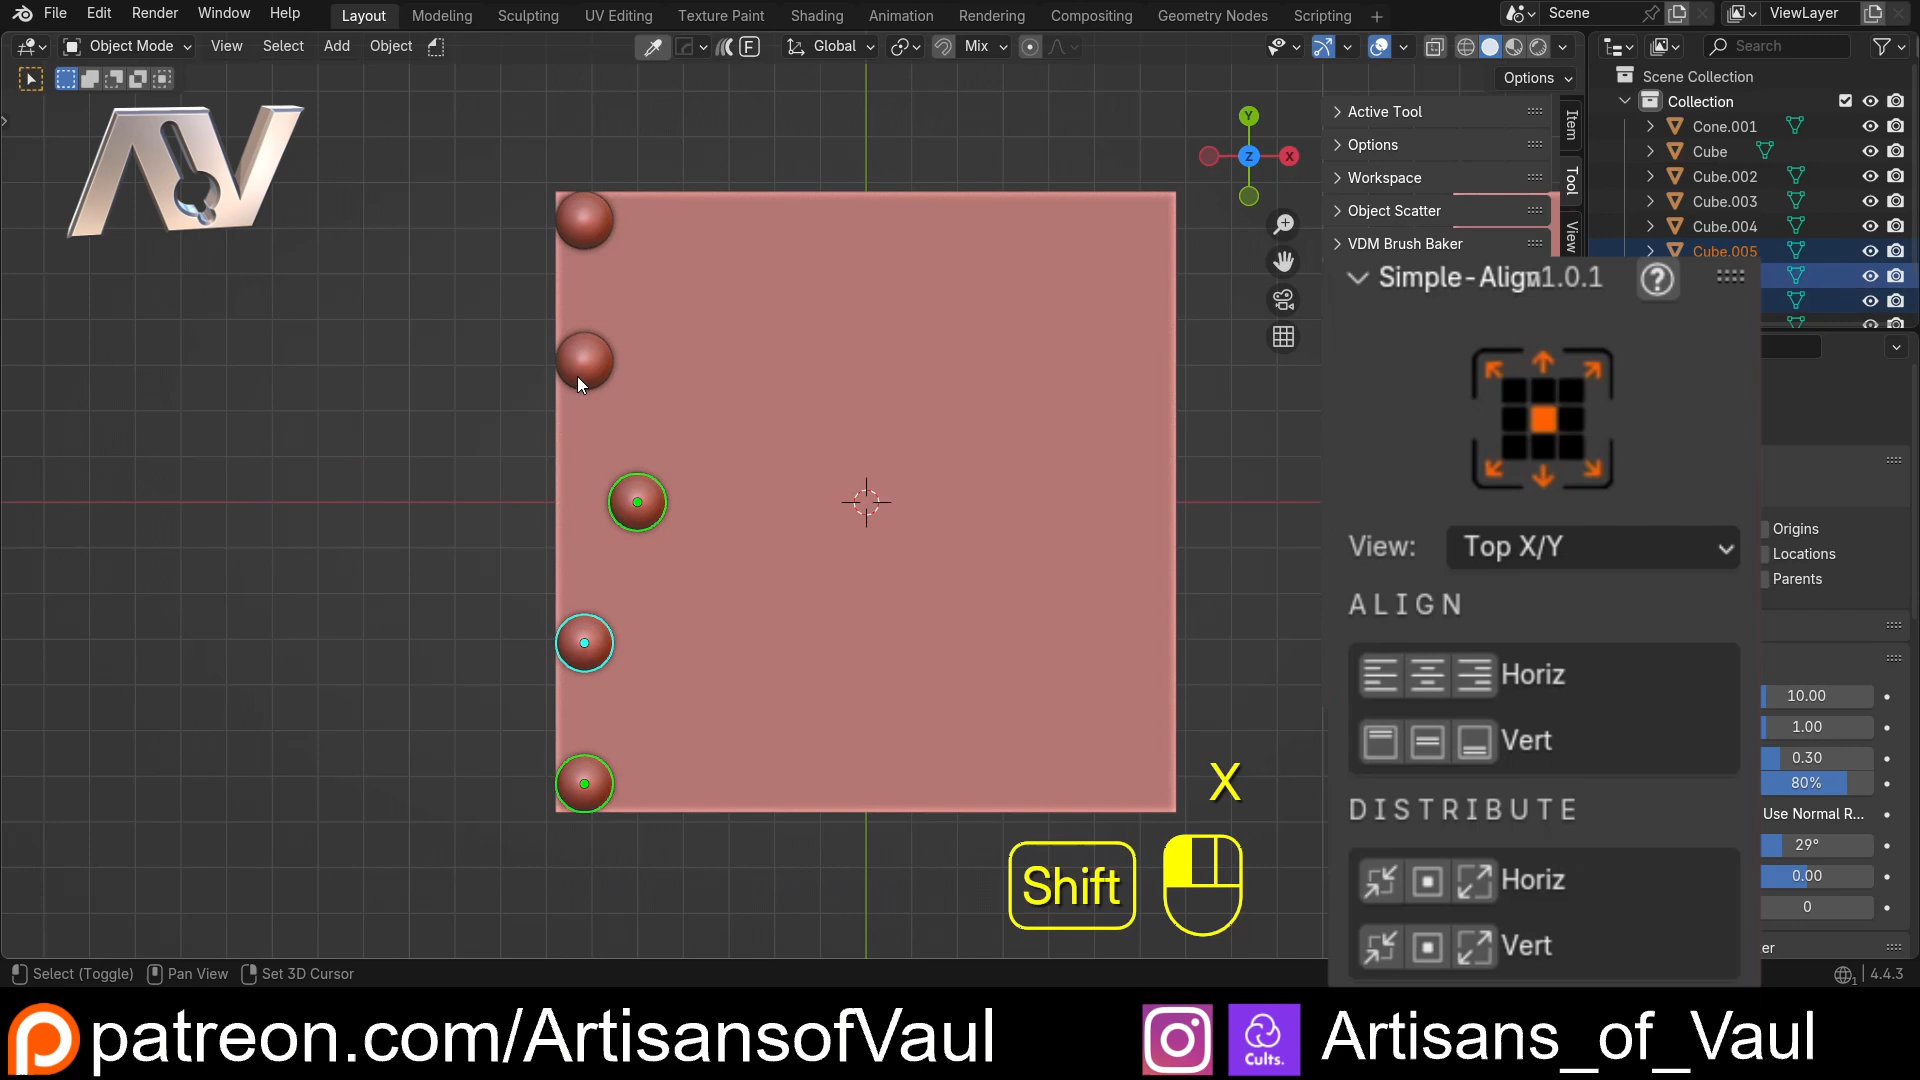 File Edit Render Window Help Layout Modeling Sculpting UV Editing Texture Paint Shading Animation Rendering Compositing Geometry Nodes Scripting + Scene ViewLayer
Object Mode View Select Add Object F Global Mix Search
Options
Scene Collection
Collection
Cone.001
Cube
Cube.002
Cube.003
Cube.004
Cube.005
AV
Y
Z X
Active Tool
Options
Workspace
Object Scatter
VDM Brush Baker
Item
Tool
View
Simple-Align v1.0.1 ?
View: Top X/Y
ALIGN
Horiz
Vert
DISTRIBUTE
Horiz
Vert
Origins
Locations
Parents
10.00
1.00
0.30
80%
Use Normal R...
29°
0.00
0
er
X
Shift
Select (Toggle) Pan View Set 3D Cursor
4.4.3
patreon.com/ArtisansofVaul Cults. Artisans_of_Vaul